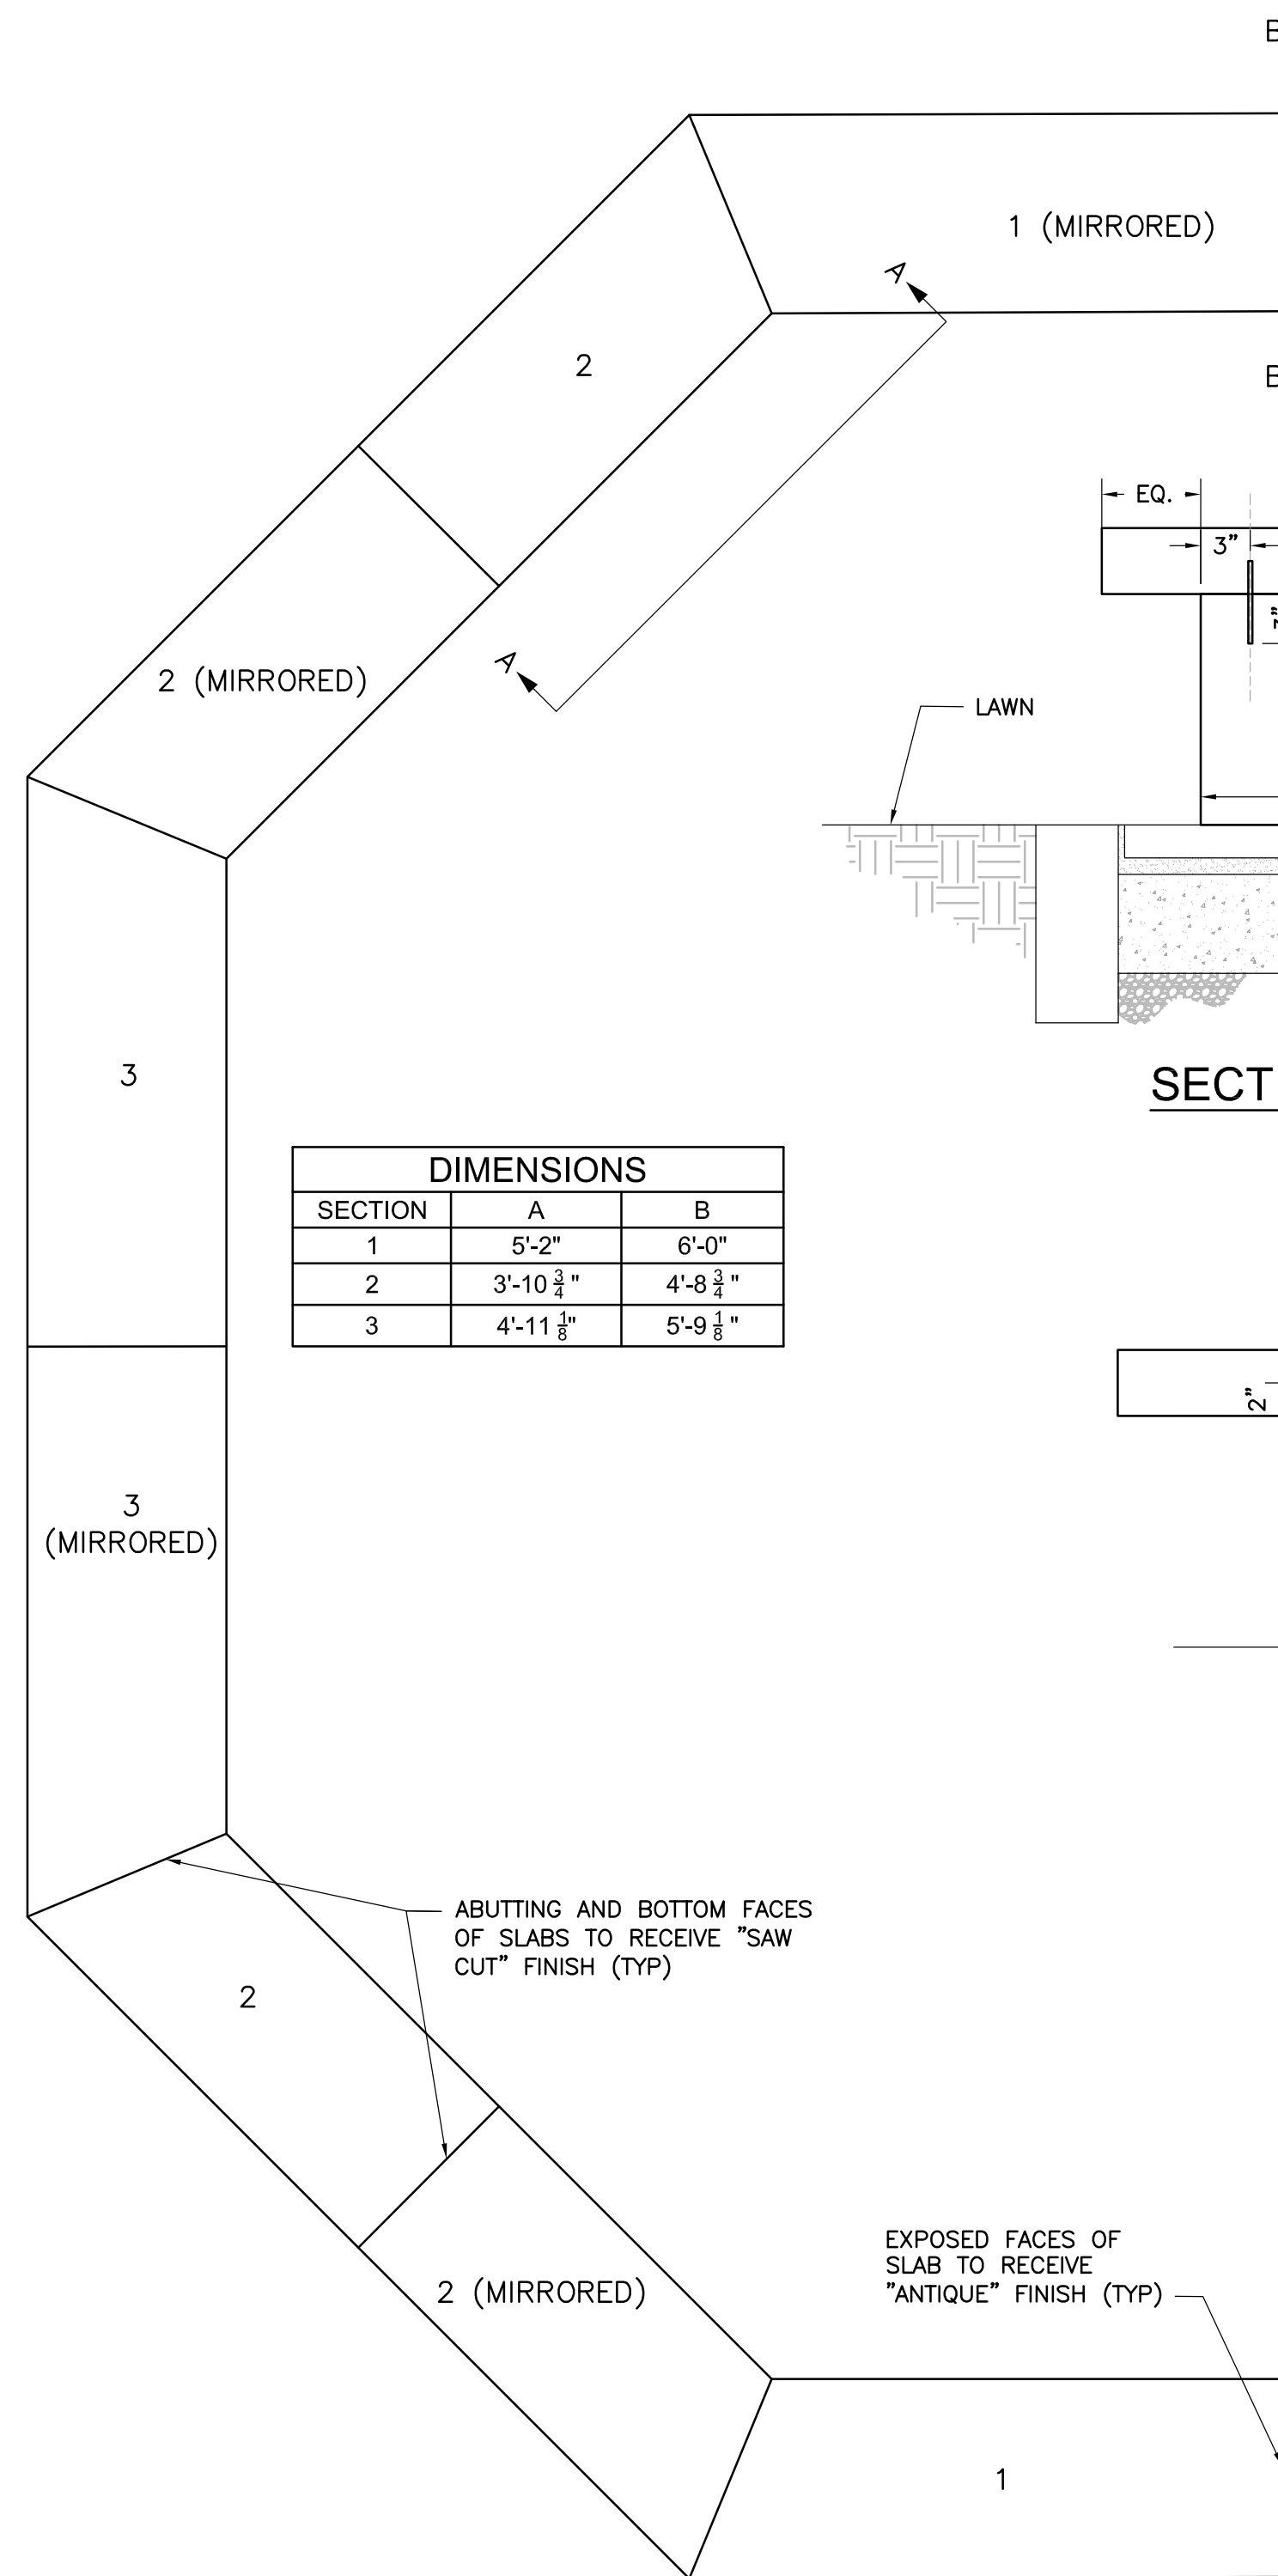 B
1 (MIRRORED)
A
2
B
EQ.
3"
2 (MIRRORED)
A
LAWN
3
SECT
DIMENSIONS
SECTION A B
1 5'-2" 6'-0"
2 3'-10 3/4" 4'-8 3/4"
3 4'-11 1/8" 5'-9 1/8"
2"
3
(MIRRORED)
ABUTTING AND BOTTOM FACES
OF SLABS TO RECEIVE "SAW
CUT" FINISH (TYP)
2
EXPOSED FACES OF
SLAB TO RECEIVE
"ANTIQUE" FINISH (TYP)
2 (MIRRORED)
1